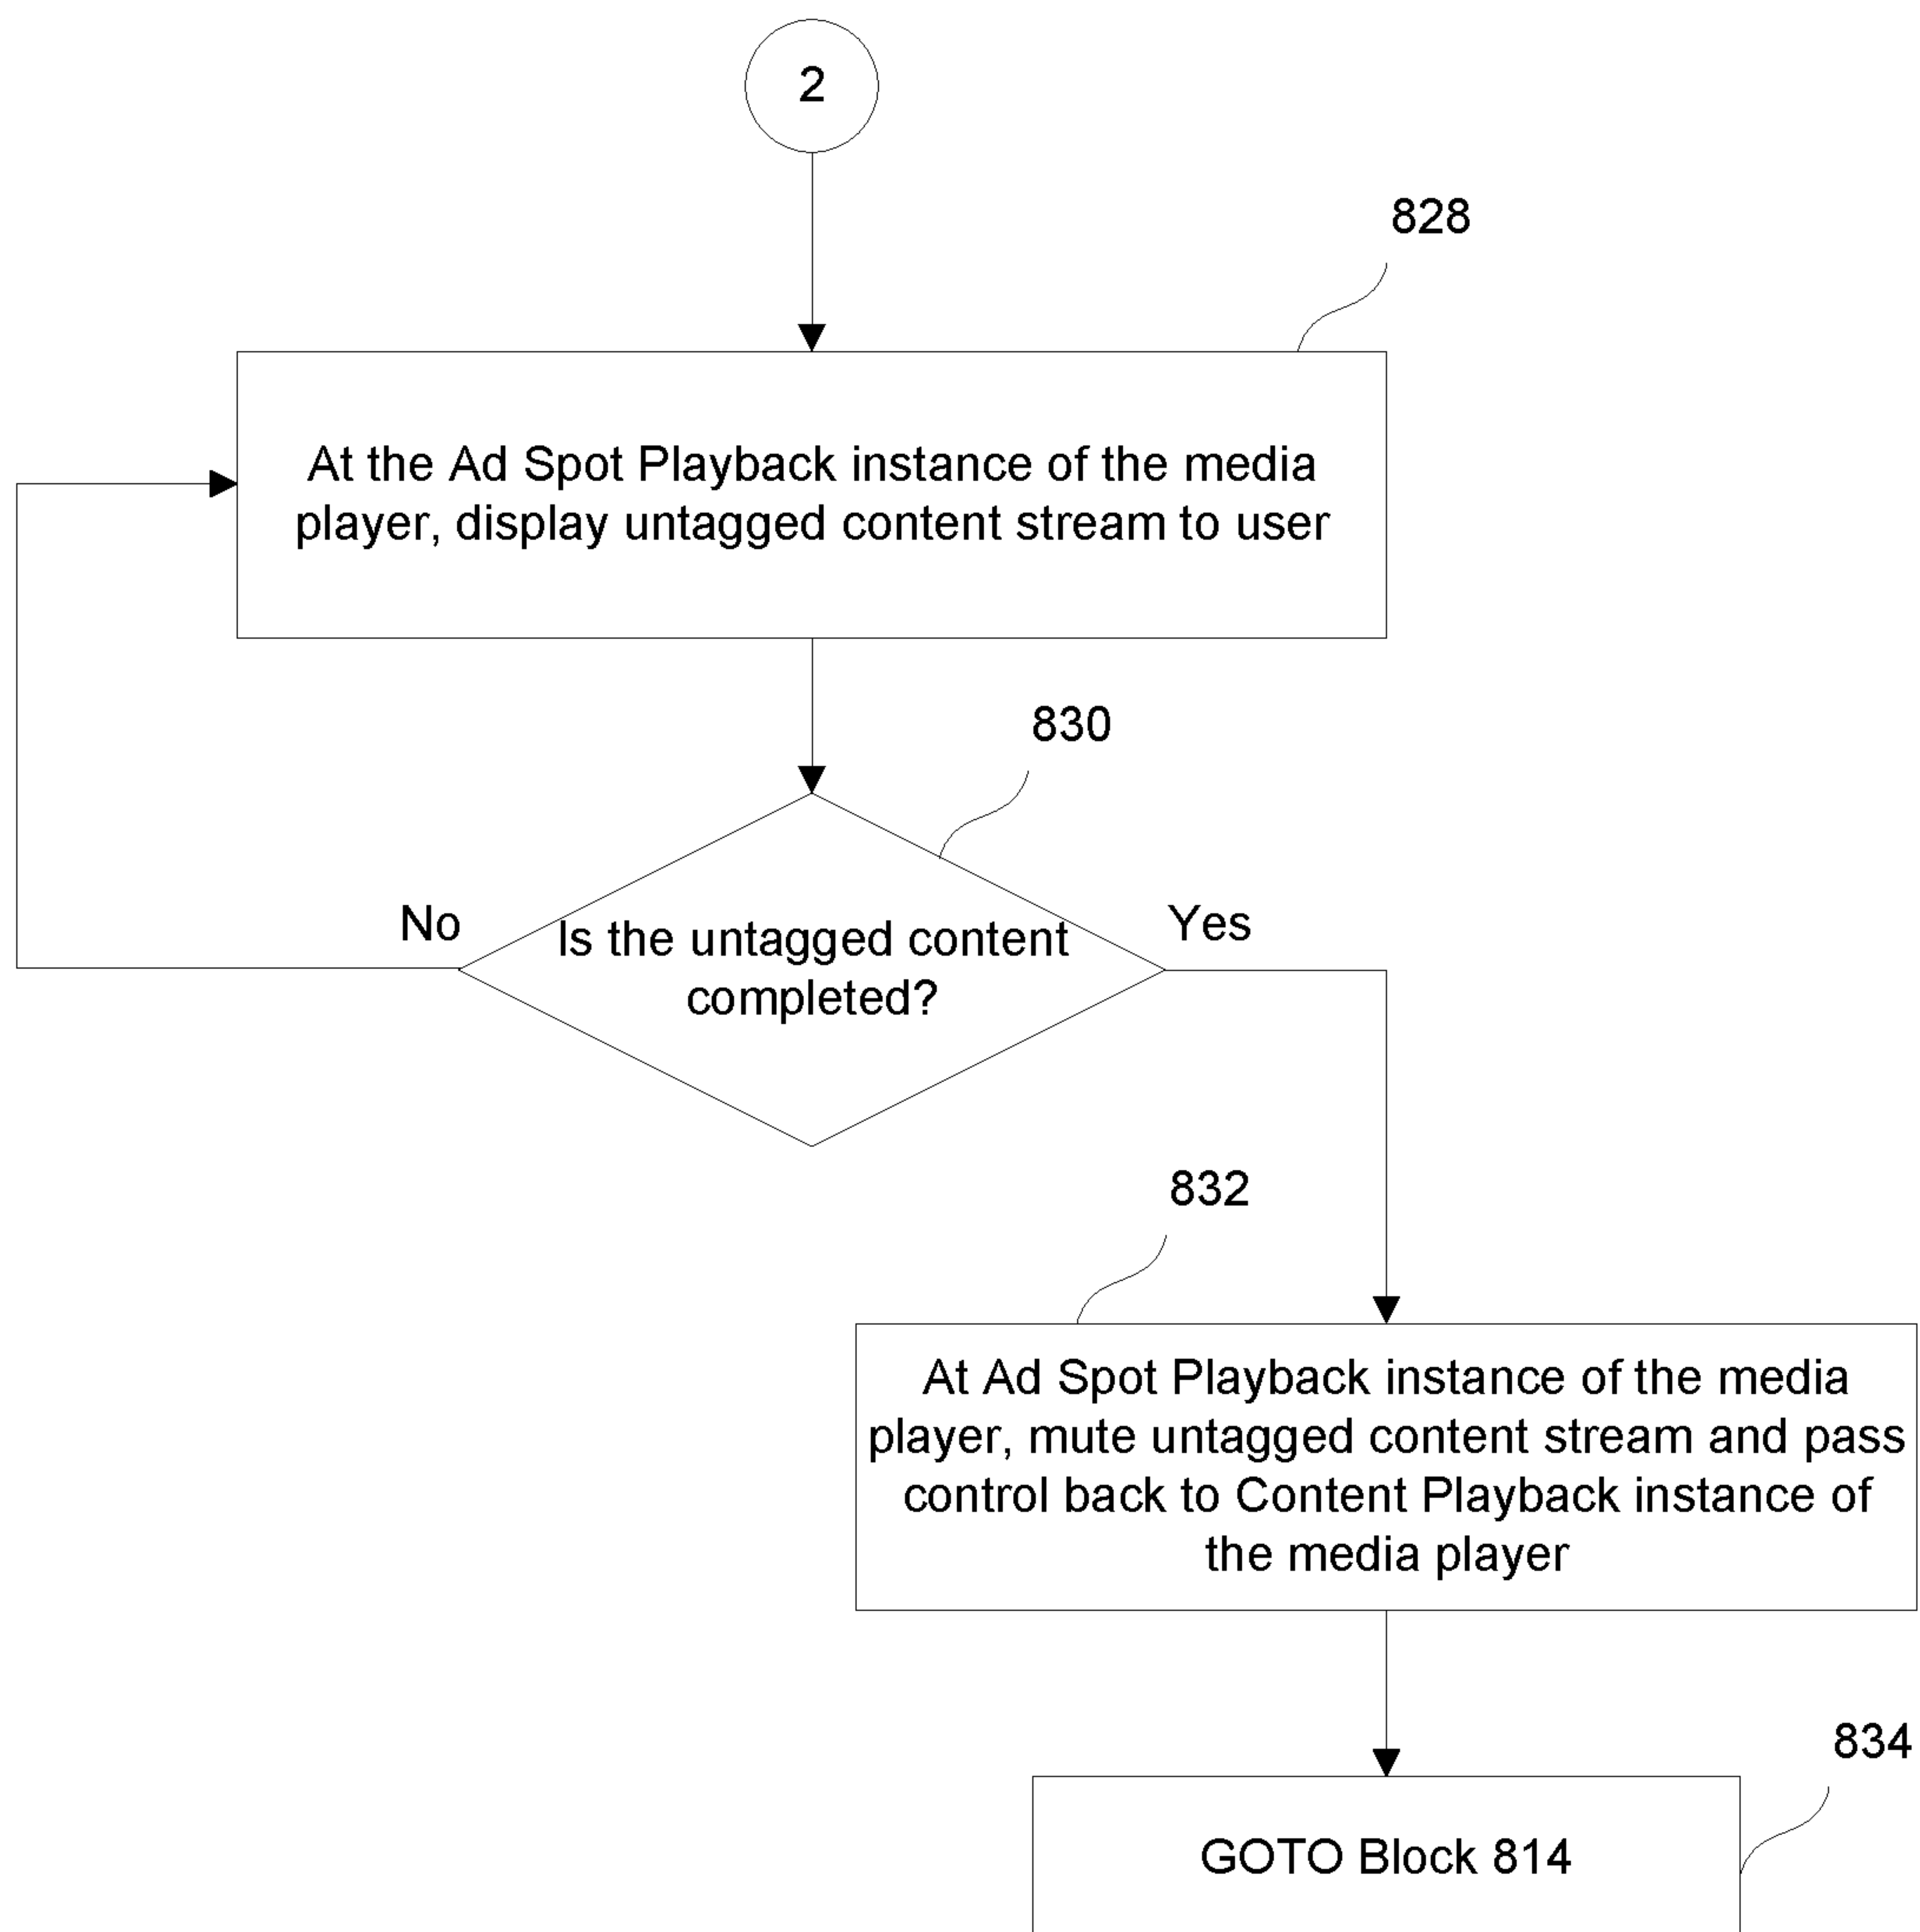 2
828
At the Ad Spot Playback instance of the media
player, display untagged content stream to user
830
No
Yes
Is the untagged content
completed?
832
At Ad Spot Playback instance of the media
player, mute untagged content stream and pass
control back to Content Playback instance of
the media player
834
GOTO Block 814